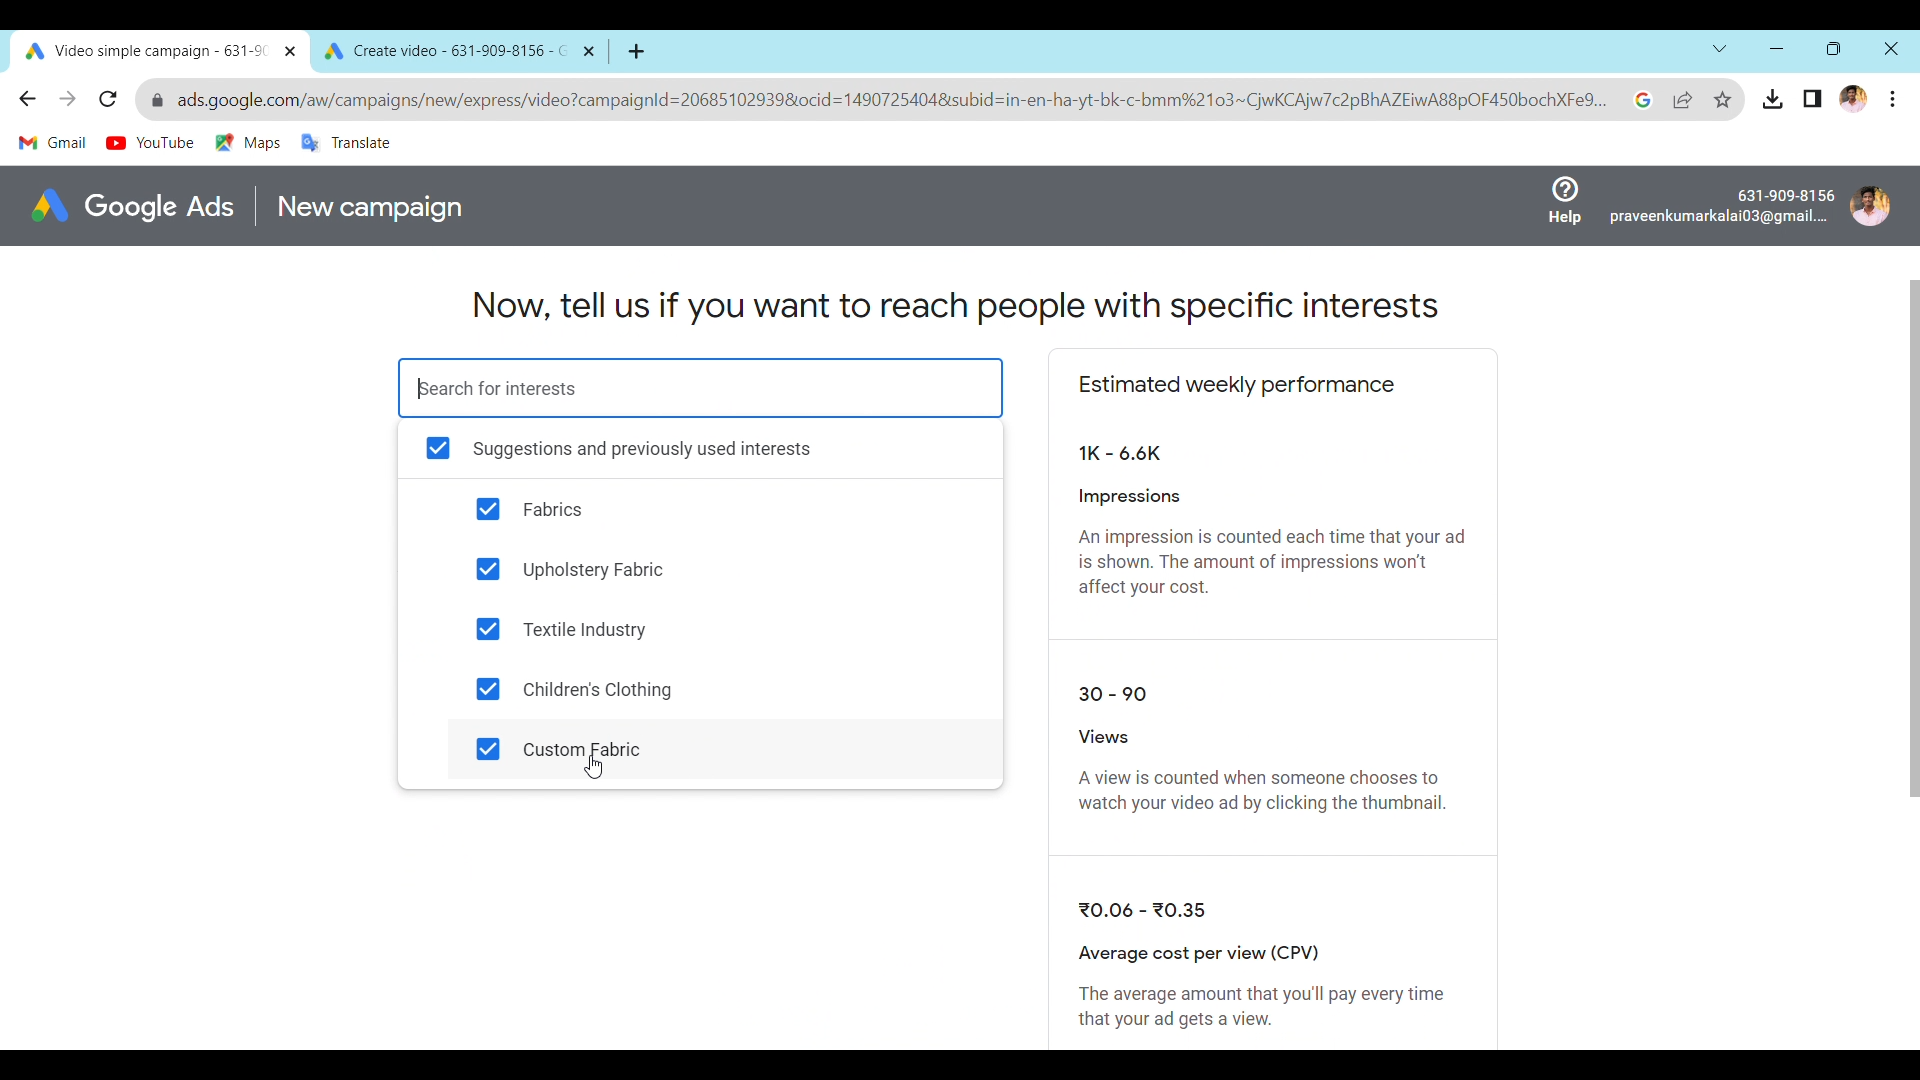 Video simple campaign - 631-90
Create video - 631-909-8156 - G
ads.google.com/aw/campaigns/new/express/video?campaignId=20685102939&ocid=1490725404&subid=in-en-ha-yt-bk-c-bmm%21o3~CjwKCAjw7c2pBhAZEiwA88pOF450bochXFe9...
Gmail
YouTube
Maps
Translate
Google Ads
New campaign
Help
631-909-8156
praveenkumarkalai03@gmail....
Now, tell us if you want to reach people with specific interests
Search for interests
Suggestions and previously used interests
Fabrics
Upholstery Fabric
Textile Industry
Children's Clothing
Custom Fabric
Estimated weekly performance
1K - 6.6K
Impressions
An impression is counted each time that your ad
is shown. The amount of impressions won't
affect your cost.
30 - 90
Views
A view is counted when someone chooses to
watch your video ad by clicking the thumbnail.
₹0.06 - ₹0.35
Average cost per view (CPV)
The average amount that you'll pay every time
that your ad gets a view.